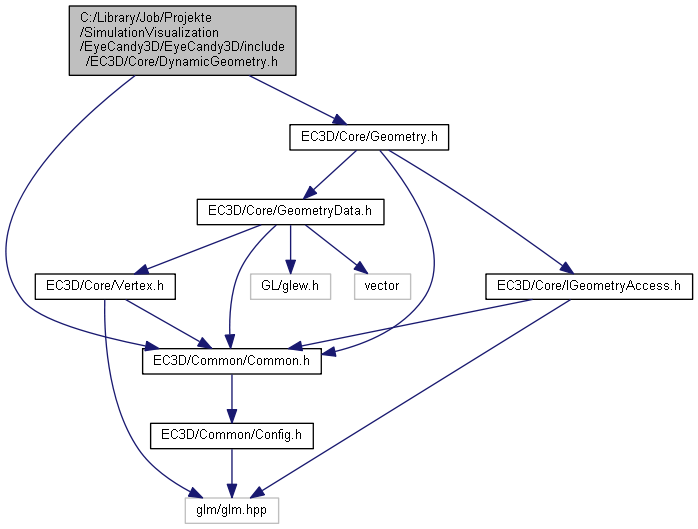 C:/Library/Job/Projekte
/SimulationVisualization
/EyeCandy3D/EyeCandy3D/include
/EC3D/Core/DynamicGeometry.h
EC3D/Core/Geometry.h
EC3D/Core/GeometryData.h
EC3D/Core/Vertex.h
GL/glew.h
vector
EC3D/Core/IGeometryAccess.h
EC3D/Common/Common.h
EC3D/Common/Config.h
glm/glm.hpp